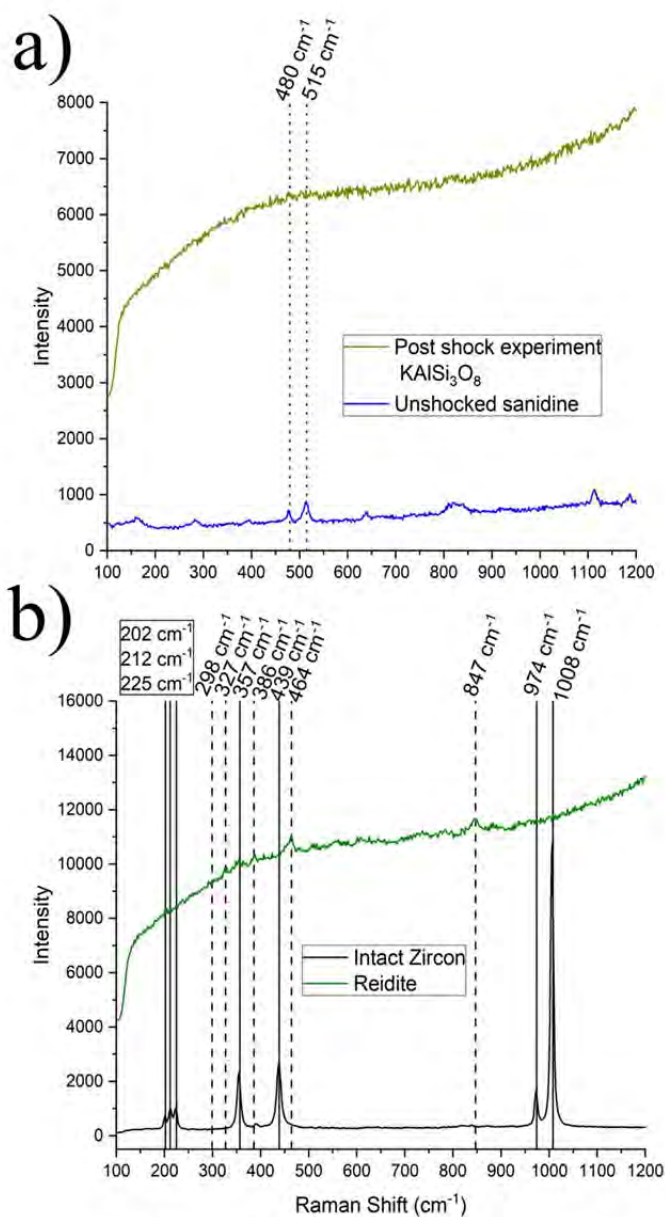 a)
480 cm⁻¹
515 cm⁻¹
8000
7000
6000
5000
4000
3000
2000
1000
0
Intensity
Post shock experiment
KAlSi₃O₈
Unshocked sanidine
100 200 300 400 500 600 700 800 900 1000 1100 1200
b)
202 cm⁻¹
212 cm⁻¹
225 cm⁻¹
298 cm⁻¹
327 cm⁻¹
357 cm⁻¹
386 cm⁻¹
439 cm⁻¹
464 cm⁻¹
847 cm⁻¹
974 cm⁻¹
1008 cm⁻¹
16000
14000
12000
10000
8000
6000
4000
2000
0
Intensity
Intact Zircon
Reidite
100 200 300 400 500 600 700 800 900 1000 1100 1200
Raman Shift (cm⁻¹)